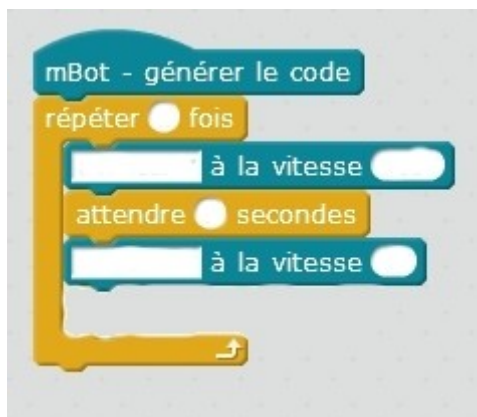 mBot - générer le code
répéter fois
à la vitesse
attendre secondes
à la vitesse